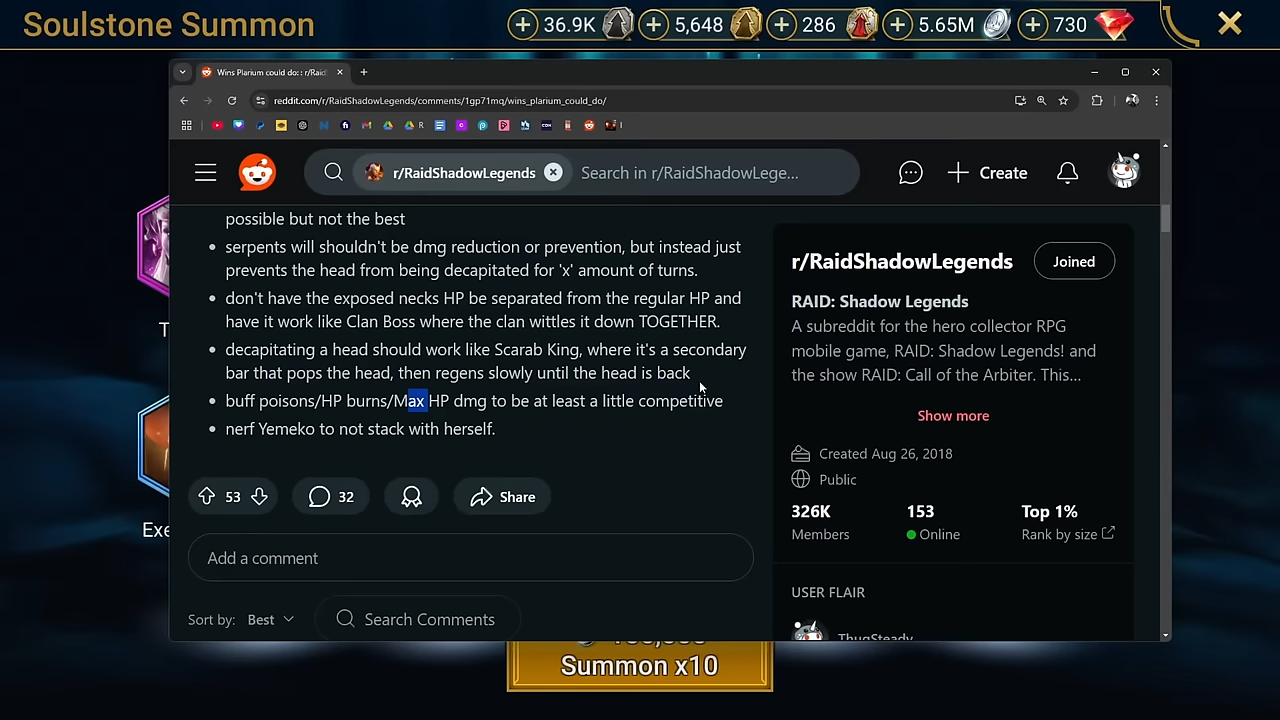 Soulstone Summon
36.9K
5,648
286
5.65M
730
Wins Plarium could do: : r/Raid
reddit.com/r/RaidShadowLegends/comments/1gp71mq/wins_plarium_could_do/
r/RaidShadowLegends
Search in r/RaidShadowLege...
Create
possible but not the best
serpents will shouldn't be dmg reduction or prevention, but instead just
prevents the head from being decapitated for 'x' amount of turns.
don't have the exposed necks HP be separated from the regular HP and
have it work like Clan Boss where the clan wittles it down TOGETHER.
decapitating a head should work like Scarab King, where it's a secondary
bar that pops the head, then regens slowly until the head is back
buff poisons/HP burns/Max HP dmg to be at least a little competitive
nerf Yemeko to not stack with herself.
53
32
Share
Add a comment
Sort by: Best
Search Comments
r/RaidShadowLegends
Joined
RAID: Shadow Legends
A subreddit for the hero collector RPG
mobile game, RAID: Shadow Legends! and
the show RAID: Call of the Arbiter. This...
Show more
Created Aug 26, 2018
Public
326K
Members
153
Online
Top 1%
Rank by size
USER FLAIR
ThugSteady
T
Exe
Summon x10